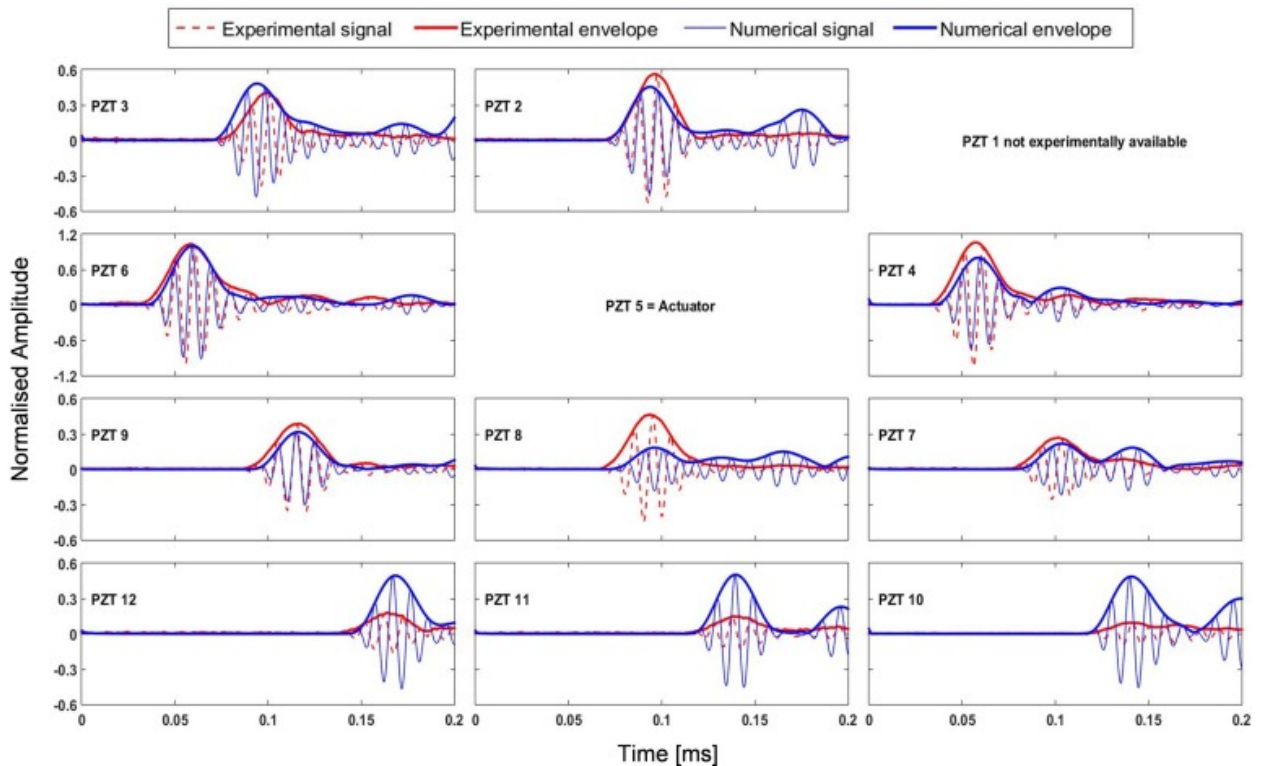 Experimental signal Experimental envelope Numerical signal Numerical envelope
0.6
0.3
0
-0.3
-0.6
PZT 3
PZT 2
PZT 1 not experimentally available
1.2
0.6
0
-0.6
-1.2
PZT 6
PZT 5 = Actuator
PZT 4
Normalised Amplitude
0.6
0.3
0
-0.3
-0.6
PZT 9
PZT 8
PZT 7
0.6
0.3
0
-0.3
-0.6
PZT 12
PZT 11
PZT 10
0 0.05 0.1 0.15 0.2
0 0.05 0.1 0.15 0.2
0 0.05 0.1 0.15 0.2
Time [ms]